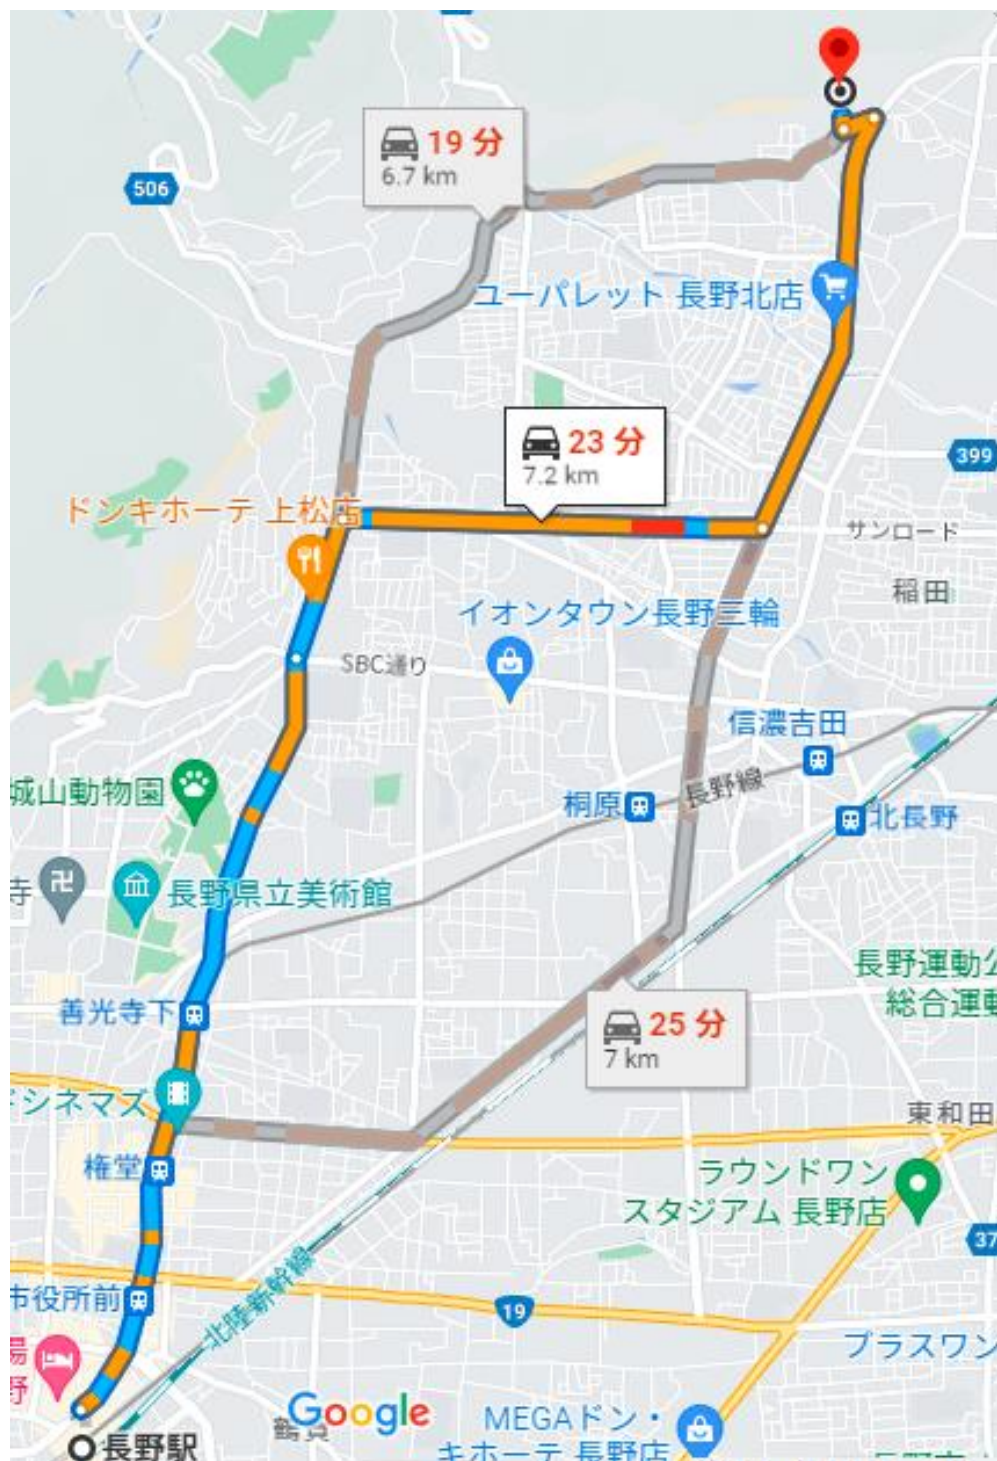 19 分
6.7 km
506
ユーパレット 長野北店
23 分
7.2 km
399
ドンキホーテ 上松店
サンロード
稲田
イオンタウン長野三輪
SBC通り
信濃吉田
城山動物園
桐原
長野線
北長野
寺
長野県立美術館
長野運動公
総合運動
善光寺下
25 分
7 km
シネマズ
東和田
権堂
ラウンドワン
スタジアム 長野店
37
市役所前
北陸新幹線
19
プラスワン
野
Google
MEGAドン・
キホーテ 長野店
長野駅